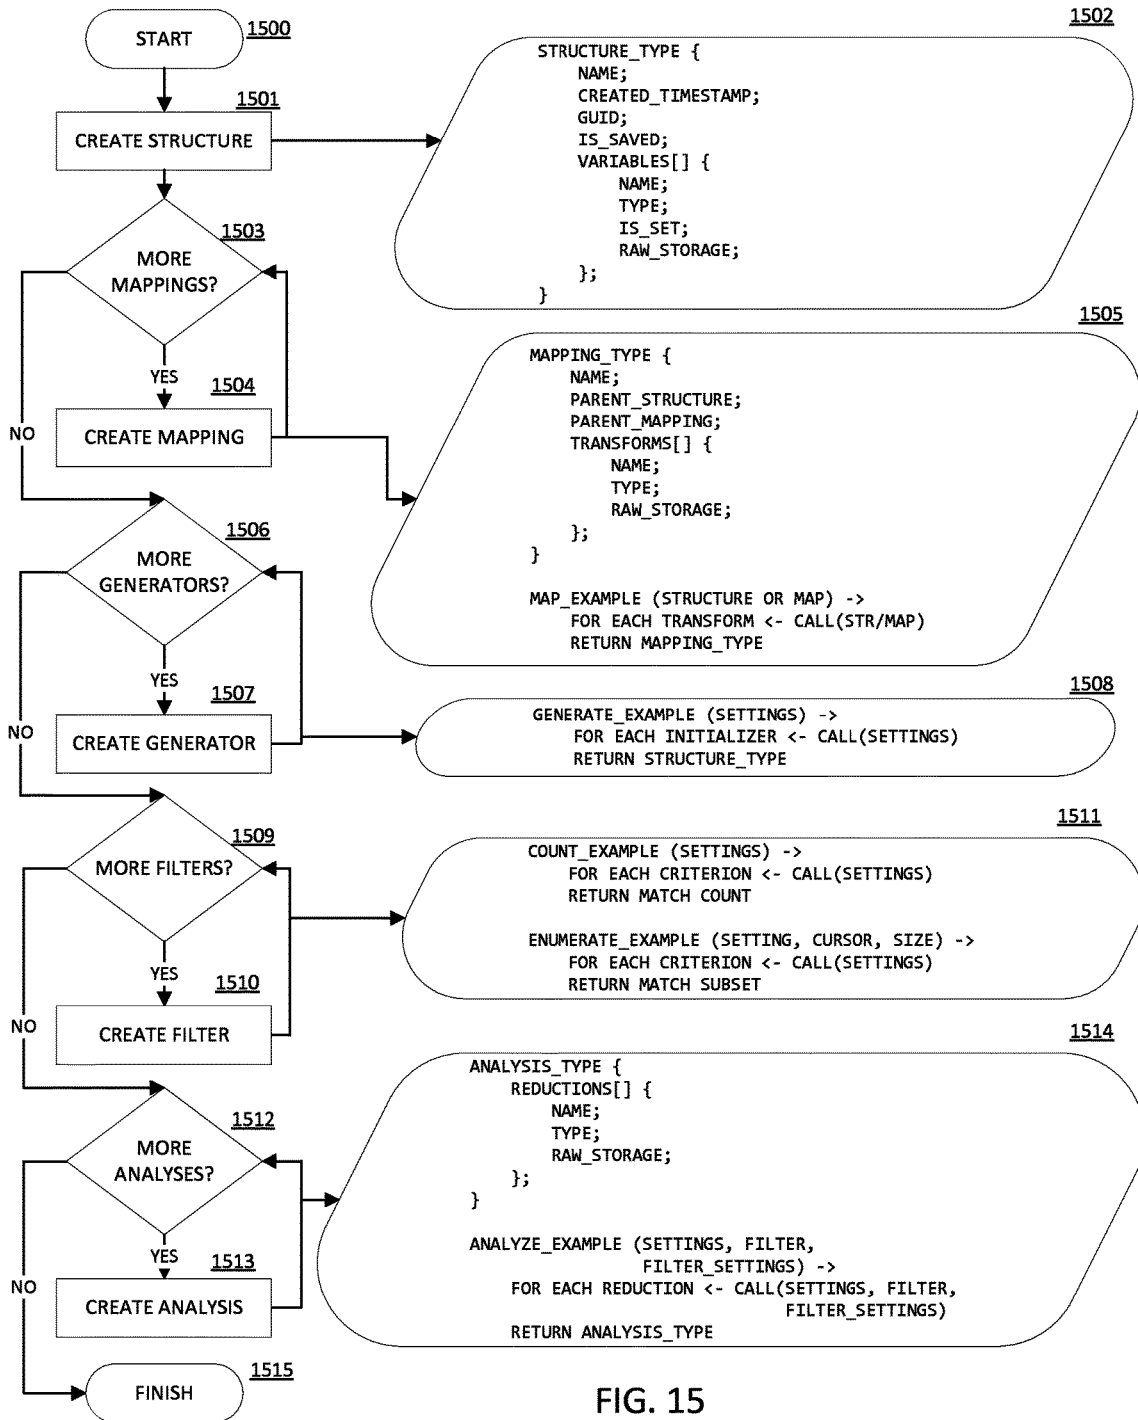 START
1500
1501
CREATE STRUCTURE
1502
STRUCTURE_TYPE {
NAME;
CREATED_TIMESTAMP;
GUID;
IS_SAVED;
VARIABLES[] {
NAME;
TYPE;
IS_SET;
RAW_STORAGE;
};
}
1503
MORE
MAPPINGS?
YES
NO
1504
CREATE MAPPING
1505
MAPPING_TYPE {
NAME;
PARENT_STRUCTURE;
PARENT_MAPPING;
TRANSFORMS[] {
NAME;
TYPE;
RAW_STORAGE;
};
}
MAP_EXAMPLE (STRUCTURE OR MAP) ->
FOR EACH TRANSFORM <- CALL(STR/MAP)
RETURN MAPPING_TYPE
1506
MORE
GENERATORS?
YES
NO
1507
CREATE GENERATOR
1508
GENERATE_EXAMPLE (SETTINGS) ->
FOR EACH INITIALIZER <- CALL(SETTINGS)
RETURN STRUCTURE_TYPE
1509
MORE FILTERS?
YES
NO
1510
CREATE FILTER
1511
COUNT_EXAMPLE (SETTINGS) ->
FOR EACH CRITERION <- CALL(SETTINGS)
RETURN MATCH COUNT
ENUMERATE_EXAMPLE (SETTING, CURSOR, SIZE) ->
FOR EACH CRITERION <- CALL(SETTINGS)
RETURN MATCH SUBSET
1512
MORE
ANALYSES?
YES
NO
1513
CREATE ANALYSIS
1514
ANALYSIS_TYPE {
REDUCTIONS[] {
NAME;
TYPE;
RAW_STORAGE;
};
}
ANALYZE_EXAMPLE (SETTINGS, FILTER,
FILTER_SETTINGS) ->
FOR EACH REDUCTION <- CALL(SETTINGS, FILTER,
FILTER_SETTINGS)
RETURN ANALYSIS_TYPE
1515
FINISH
FIG. 15